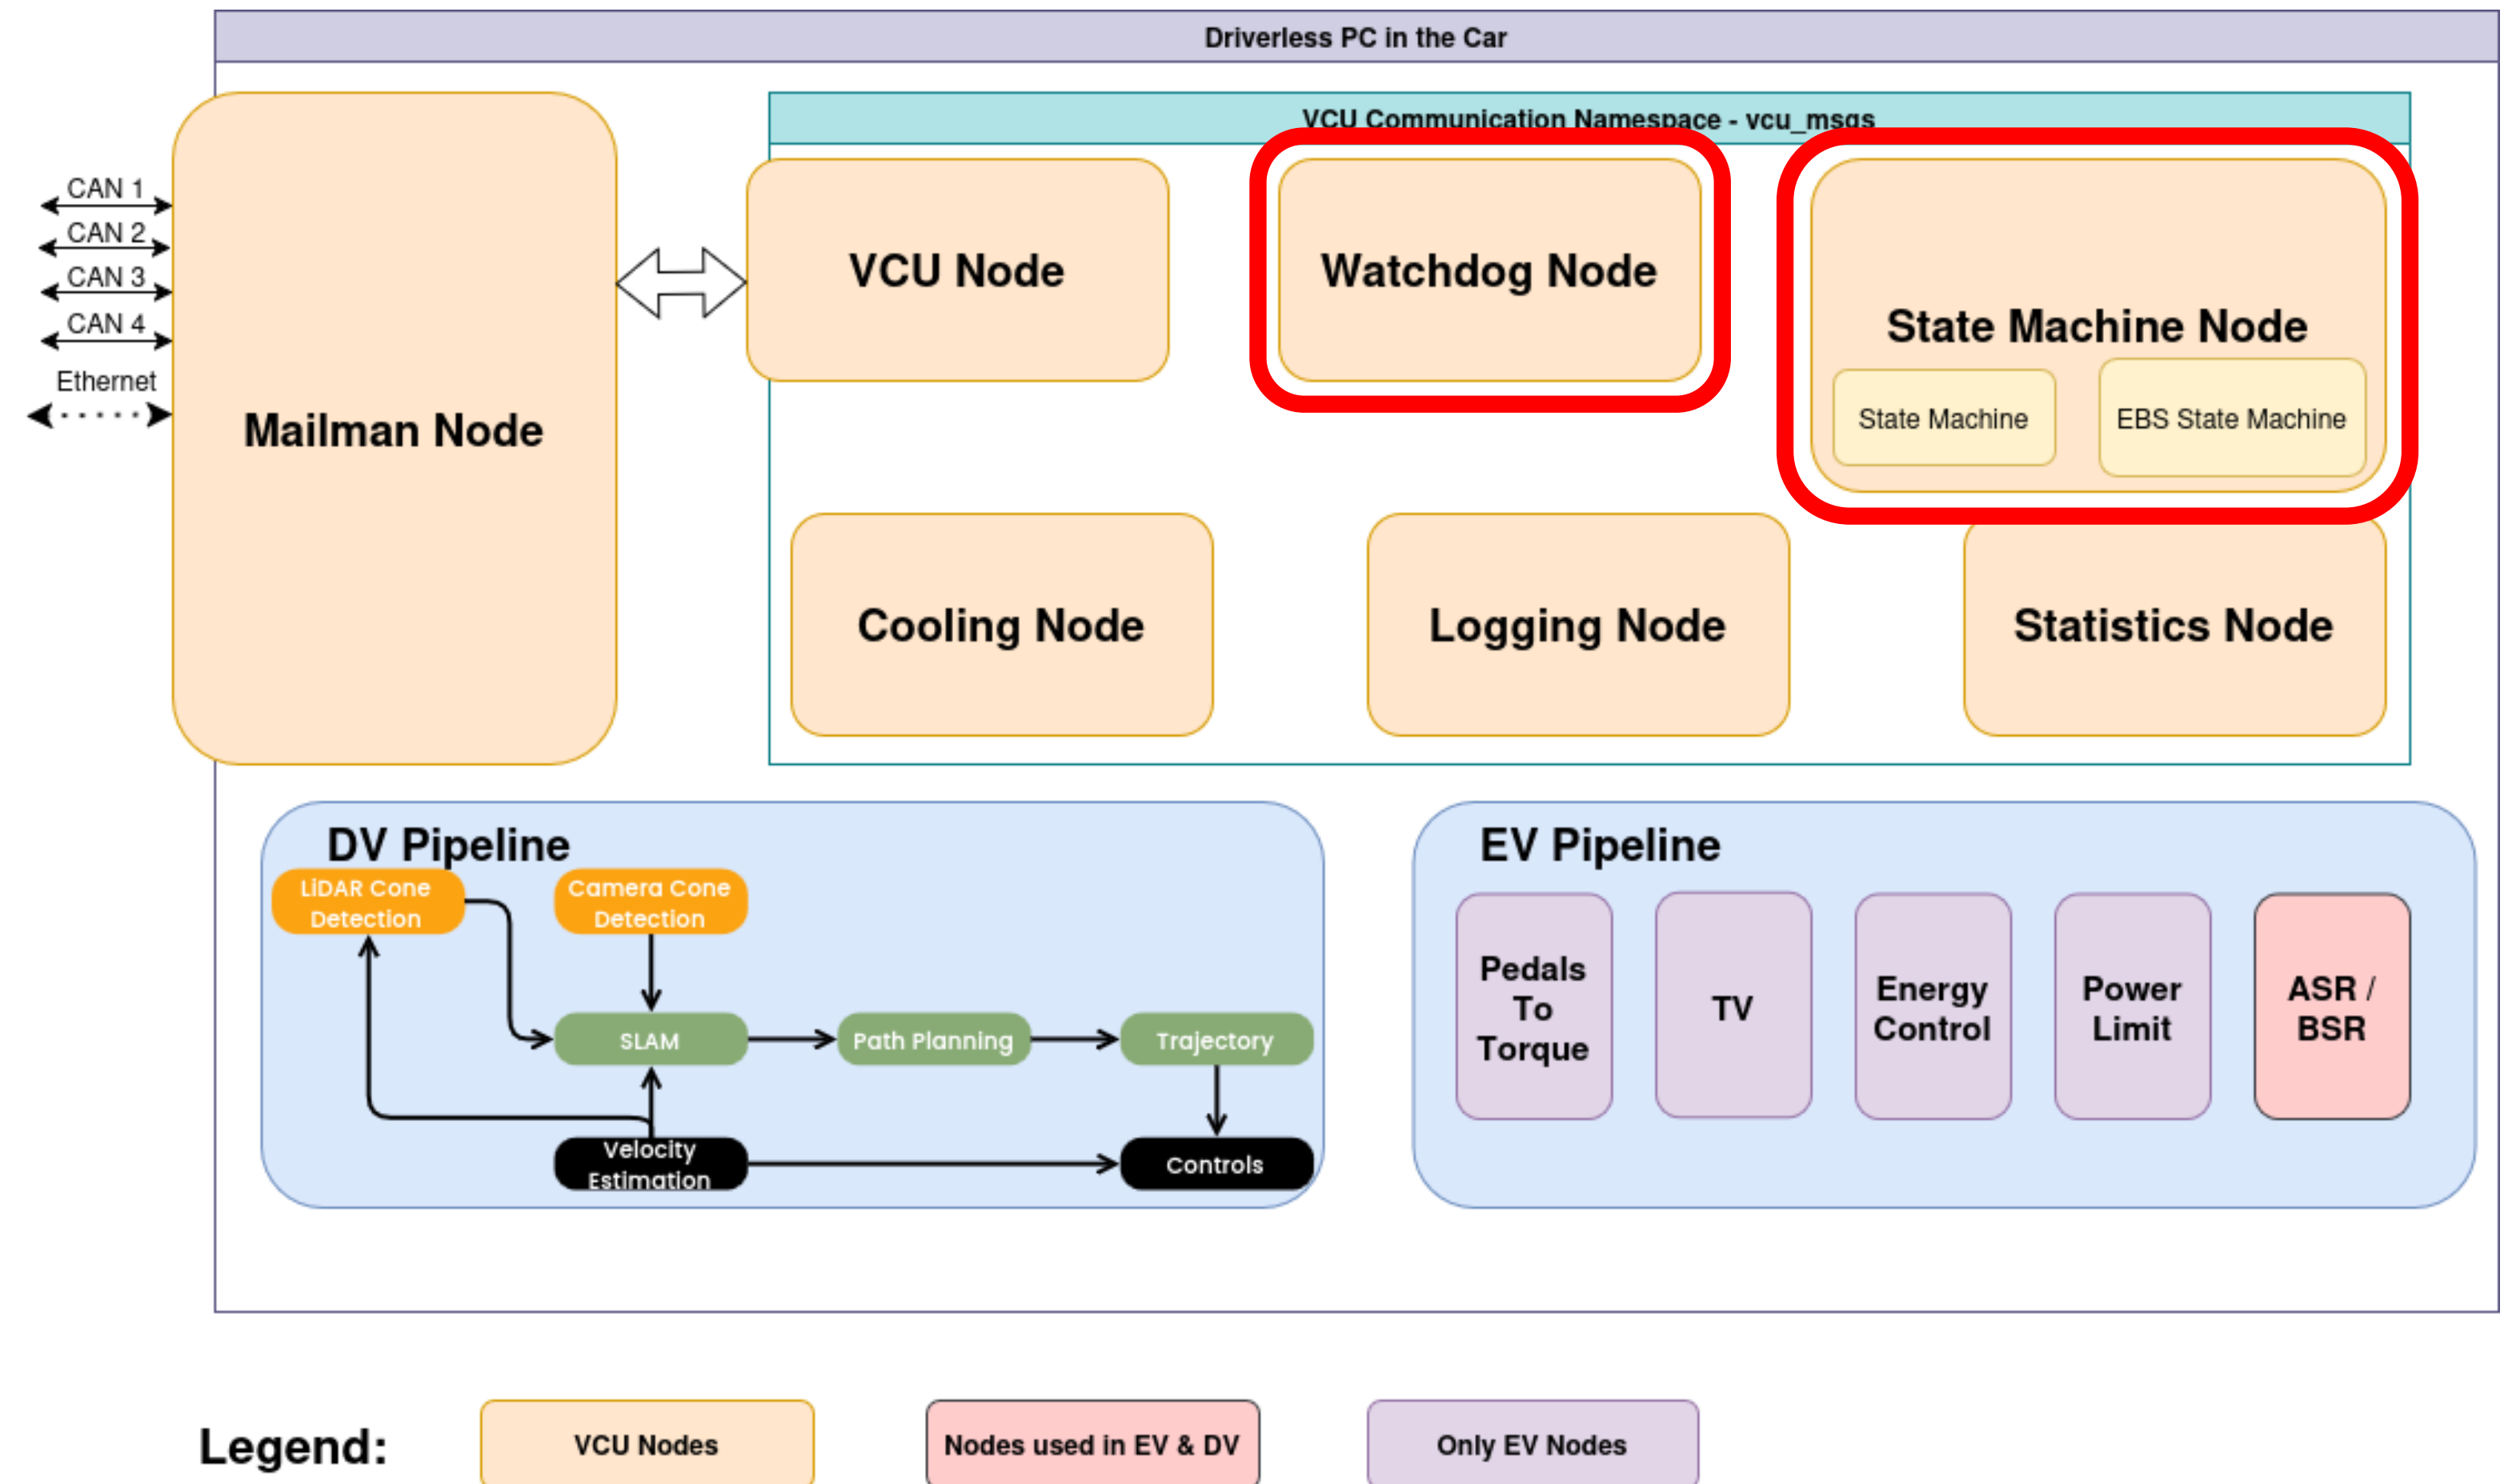 Driverless PC in the Car
VCU Communication Namespace - vcu_msgs
CAN 1
CAN 2
CAN 3
CAN 4
Ethernet
Mailman Node
VCU Node
Watchdog Node
State Machine Node
State Machine
EBS State Machine
Cooling Node
Logging Node
Statistics Node
DV Pipeline
LiDAR Cone
Detection
Camera Cone
Detection
SLAM
Path Planning
Trajectory
Velocity
Estimation
Controls
EV Pipeline
Pedals
To
Torque
TV
Energy
Control
Power
Limit
ASR /
BSR
Legend:
VCU Nodes
Nodes used in EV & DV
Only EV Nodes